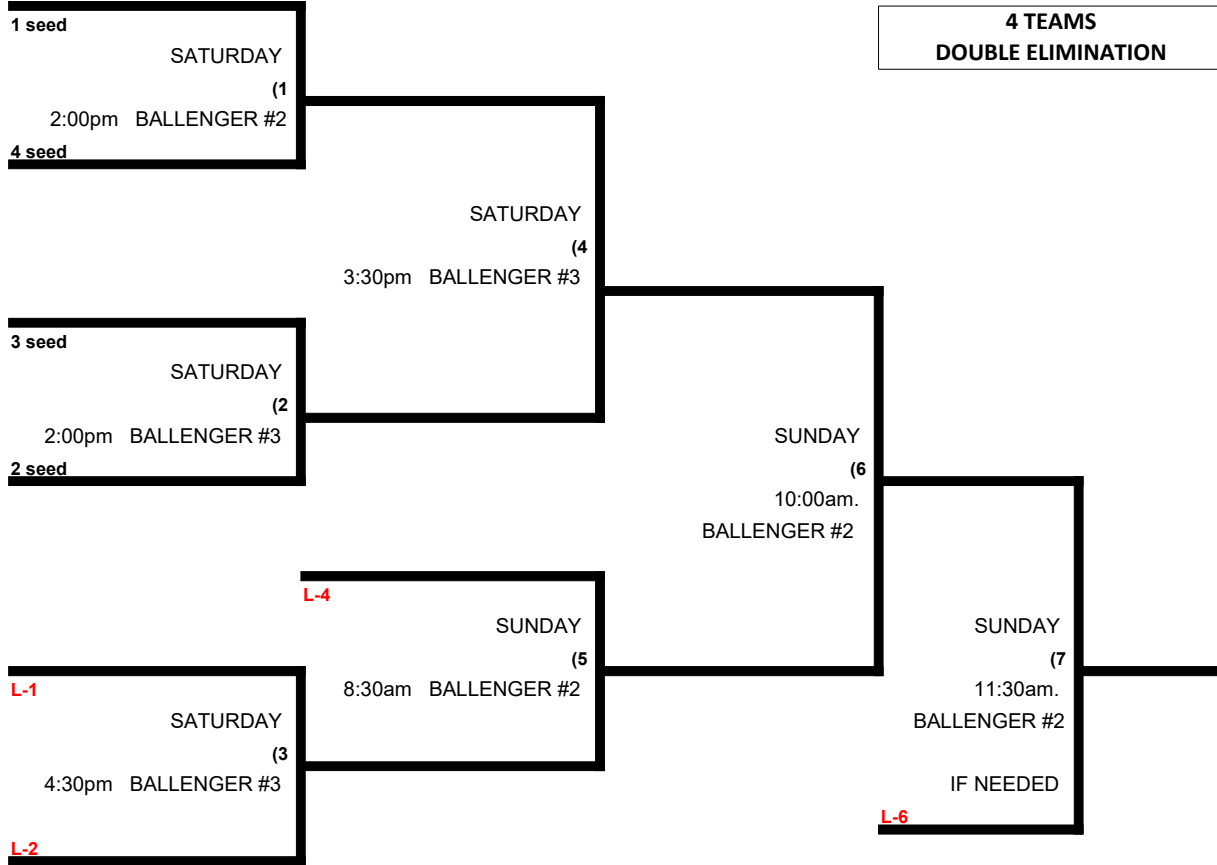 1 seed
4 TEAMS
DOUBLE ELIMINATION
SATURDAY
(1
2:00pm BALLENGER #2
4 seed
SATURDAY
(4
3:30pm BALLENGER #3
3 seed
SATURDAY
(2
2:00pm BALLENGER #3
2 seed
SUNDAY
(6
10:00am.
BALLENGER #2
L-4
SUNDAY
(5
8:30am BALLENGER #2
L-1
SATURDAY
(3
4:30pm BALLENGER #3
L-2
SUNDAY
(7
11:30am.
BALLENGER #2
IF NEEDED
L-6